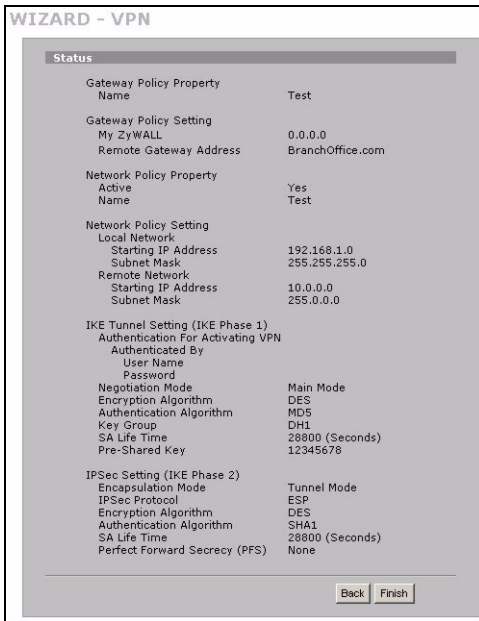 WIZARD - VPN
Status
Gateway Policy Property
Name Test
Gateway Policy Setting
My ZyWALL 0.0.0.0
Remote Gateway Address BranchOffice.com
Network Policy Property
Active Yes
Name Test
Network Policy Setting
Local Network
Starting IP Address 192.168.1.0
Subnet Mask 255.255.255.0
Remote Network
Starting IP Address 10.0.0.0
Subnet Mask 255.0.0.0
IKE Tunnel Setting (IKE Phase 1)
Authentication For Activating VPN
Authenticated By
User Name
Password
Negotiation Mode Main Mode
Encryption Algorithm DES
Authentication Algorithm MD5
Key Group DH1
SA Life Time 28800 (Seconds)
Pre-Shared Key 12345678
IPSec Setting (IKE Phase 2)
Encapsulation Mode Tunnel Mode
IPSec Protocol ESP
Encryption Algorithm DES
Authentication Algorithm SHA1
SA Life Time 28800 (Seconds)
Perfect Forward Secrecy (PFS) None
Back Finish